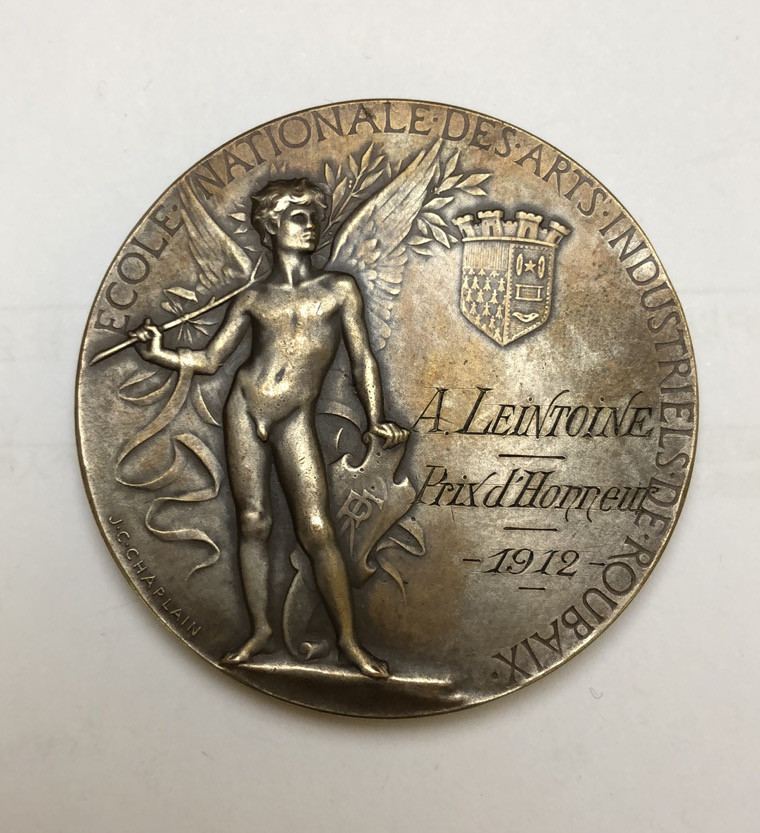 ECOLE·NATIONALE·DES·ARTS·INDUSTRIELS·DE·ROUBAIX·
A. LEINTOINE
Prix d'Honneur
-1912-
J·C·CHAPLAIN